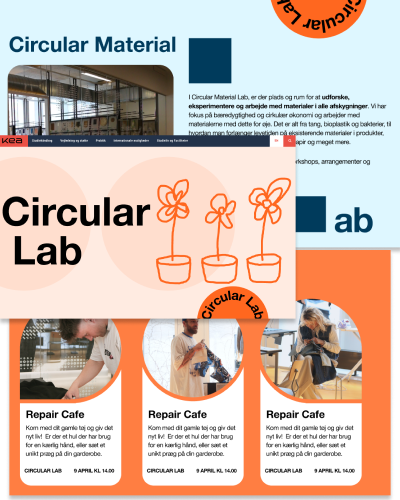 Circular Lab
Circular Material
I Circular Material Lab, er der plads og rum for at udforske,
eksperimentere og arbejde med materialer i alle afskygninger. Vi har
fokus på bæredygtighed og cirkulær økonomi og arbejder med
materialerne med dette for øje. Det er alt fra tang, bioplastik og bakterier, til
hvordan man forlænger levetiden på eksisterende materialer i produkter,
apir og meget mere.
rkshops, arrangementer og
ab
kea
Praktik
Circular
Lab
Circular Lab
Repair Cafe
Kom med dit gamle tøj og giv det
nyt liv! Er der et hul der har brug
for en kærlig hånd, eller søet et
unikt præg på din garderobe.
CIRCULAR LAB 9 APRIL KL 14.00
Repair Cafe
Kom med dit gamle tøj og giv det
nyt liv! Er der et hul der har brug
for en kærlig hånd, eller sæt et
unikt præg på din garderobe.
CIRCULAR LAB 9 APRIL KL 14.00
Repair Cafe
Kom med dit gamle tøj og giv det
nyt liv! Er der et hul der har brug
for en kærlig hånd, eller sæt et
unikt præg på din garderobe.
CIRCULAR LAB 9 APRIL KL 14.00